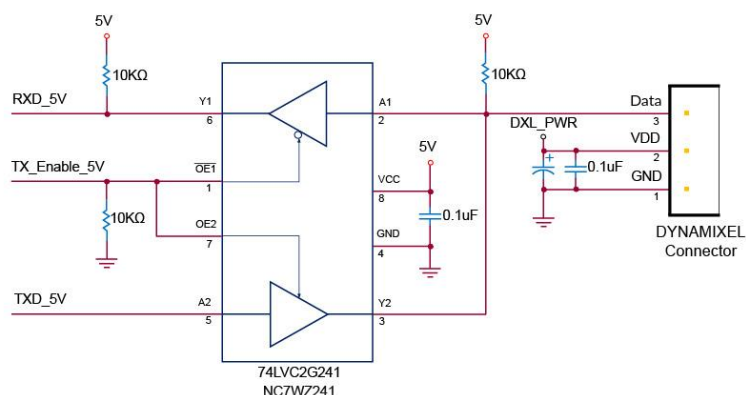 5V
5V
10KΩ
10KΩ
RXD_5V
Y1
6
A1
2
Data
3
DXL_PWR
VDD
2
5V
TX_Enable_5V
OE1
1
VCC
8
0.1uF
GND
1
10KΩ
OE2
7
0.1uF
GND
4
DYNAMIXEL
Connector
TXD_5V
A2
5
Y2
3
74LVC2G241
NC7WZ241